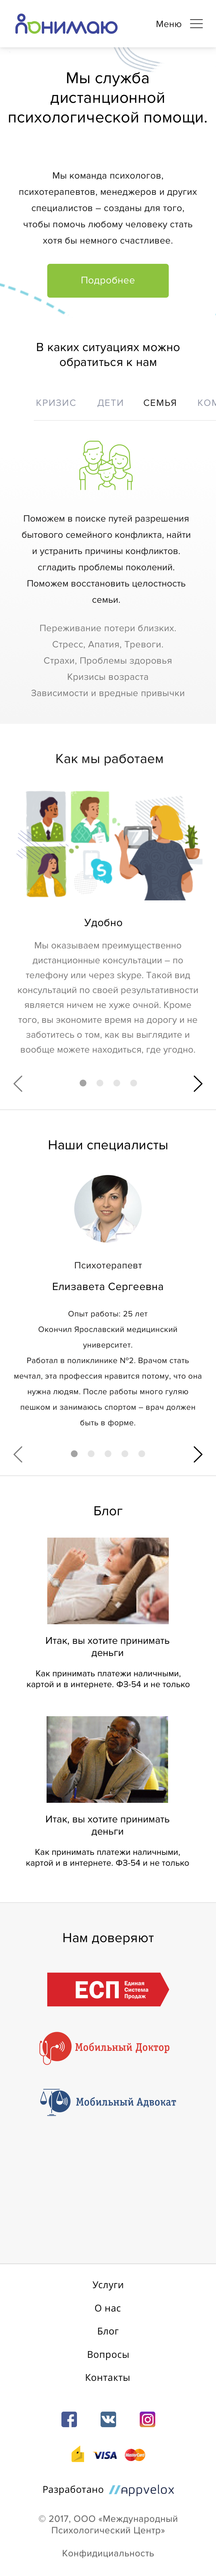 Понимаю
Меню
Мы служба
дистанционной
психологической помощи.
Мы команда психологов,
психотерапевтов, менеджеров и других
специалистов – созданы для того,
чтобы помочь любому человеку стать
хотя бы немного счастливее.
Подробнее
В каких ситуациях можно
обратиться к нам
КРИЗИС ДЕТИ СЕМЬЯ КОМ
Поможем в поиске путей разрешения
бытового семейного конфликта, найти
и устранить причины конфликтов.
сгладить проблемы поколений.
Поможем восстановить целостность
семьи.
Переживание потери близких.
Стресс, Апатия, Тревоги.
Страхи, Проблемы здоровья
Кризисы возраста
Зависимости и вредные привычки
Как мы работаем
Удобно
Мы оказываем преимущественно
дистанционные консультации – по
телефону или через skype. Такой вид
консультаций по своей результативности
является ничем не хуже очной. Кроме
того, вы экономите время на дорогу и не
заботитесь о том, как вы выглядите и
вообще можете находиться, где угодно.
Наши специалисты
Психотерапевт
Елизавета Сергеевна
Опыт работы: 25 лет
Окончил Ярославский медицинский
университет.
Работал в поликлинике №2. Врачом стать
мечтал, эта профессия нравится потому, что она
нужна людям. После работы много гуляю
пешком и занимаюсь спортом – врач должен
быть в форме.
Блог
Итак, вы хотите принимать
деньги
Как принимать платежи наличными,
картой и в интернете. ФЗ-54 и не только
Итак, вы хотите принимать
деньги
Как принимать платежи наличными,
картой и в интернете. ФЗ-54 и не только
Нам доверяют
ЕСП Единая
Система
Продаж
Мобильный Доктор
Мобильный Адвокат
Услуги
О нас
Блог
Вопросы
Контакты
VISA MasterCard
Разработано appvelox
© 2017, ООО «Международный
Психологический Центр»
Конфидициальность